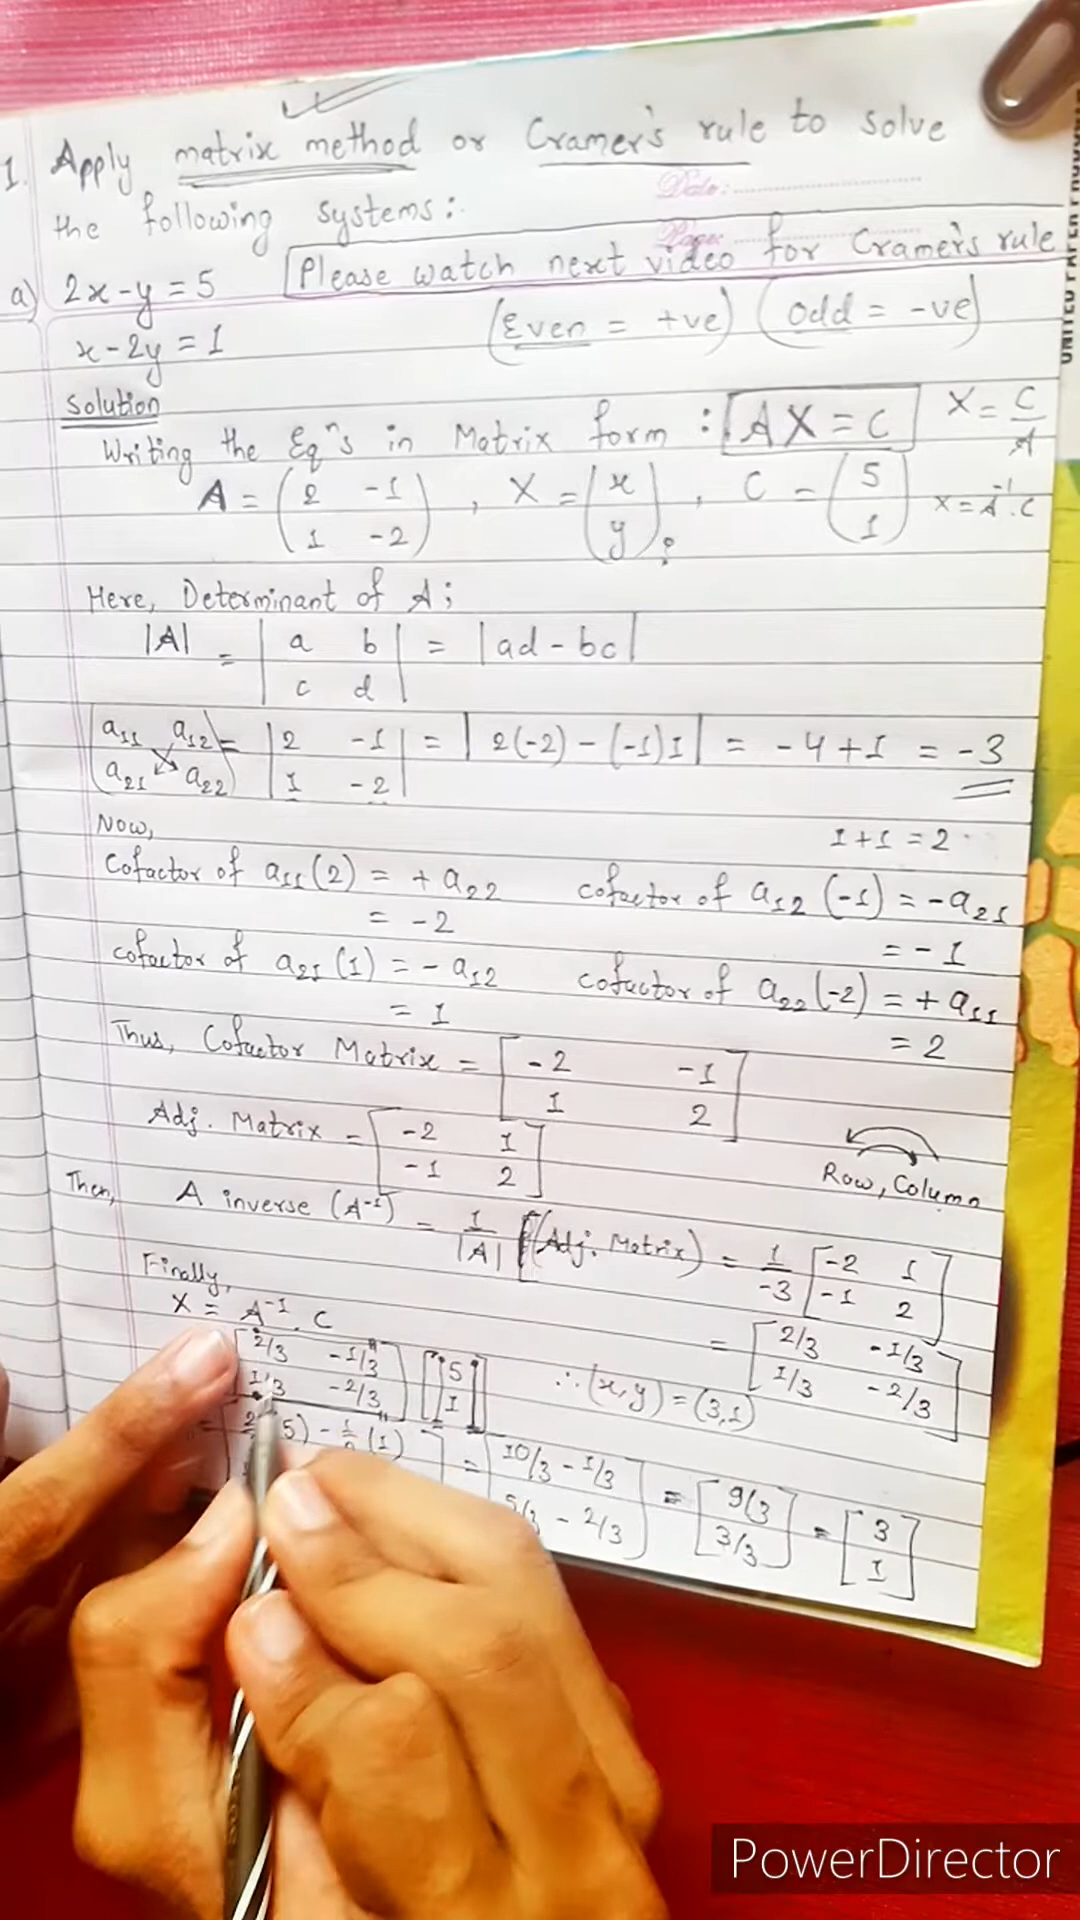 1. Apply matrix method or Cramer's rule to solve
Date:
the following systems:
Page:
Please watch next video for Cramer's rule
a) 2x-y=5
x-2y=1
(Even = +ve) (odd = -ve)
Solution
Writing the Eqⁿ's in Matrix form : AX = C
X = C/A
A = (2 -1
1 -2) , X = (x
y) , C = (5
1)
x = A⁻¹.C
Here, Determinant of A;
|A| = |a b
c d| = |ad - bc|
(a11 a12
a21 a22) = |2 -1
1 -2| = |2(-2) - (-1)1| = -4+1 = -3
Now,
1+1 = 2
Cofactor of a11(2) = + a22
= -2
cofactor of a12 (-1) = -a21
= -1
cofactor of a21 (1) = - a12
= 1
cofactor of a22 (-2) = + a11
= 2
Thus, Cofactor Matrix = [-2 -1
1 2]
Adj. Matrix = [-2 1
-1 2]
Row, Column
Then, A inverse (A⁻¹) = 1/|A| (Adj. Matrix) = 1/-3 [-2 1
-1 2]
= [2/3 -1/3
1/3 -2/3]
Finally,
X = A⁻¹. C
[2/3 -1/3
1/3 -2/3] [5
1]
∴ (x,y) = (3,1)
= [ 5) - (1)
= [10/3 - 1/3
5/3 - 2/3] = [9/3
3/3] = [3
1]
UNITED PAPER
PowerDirector